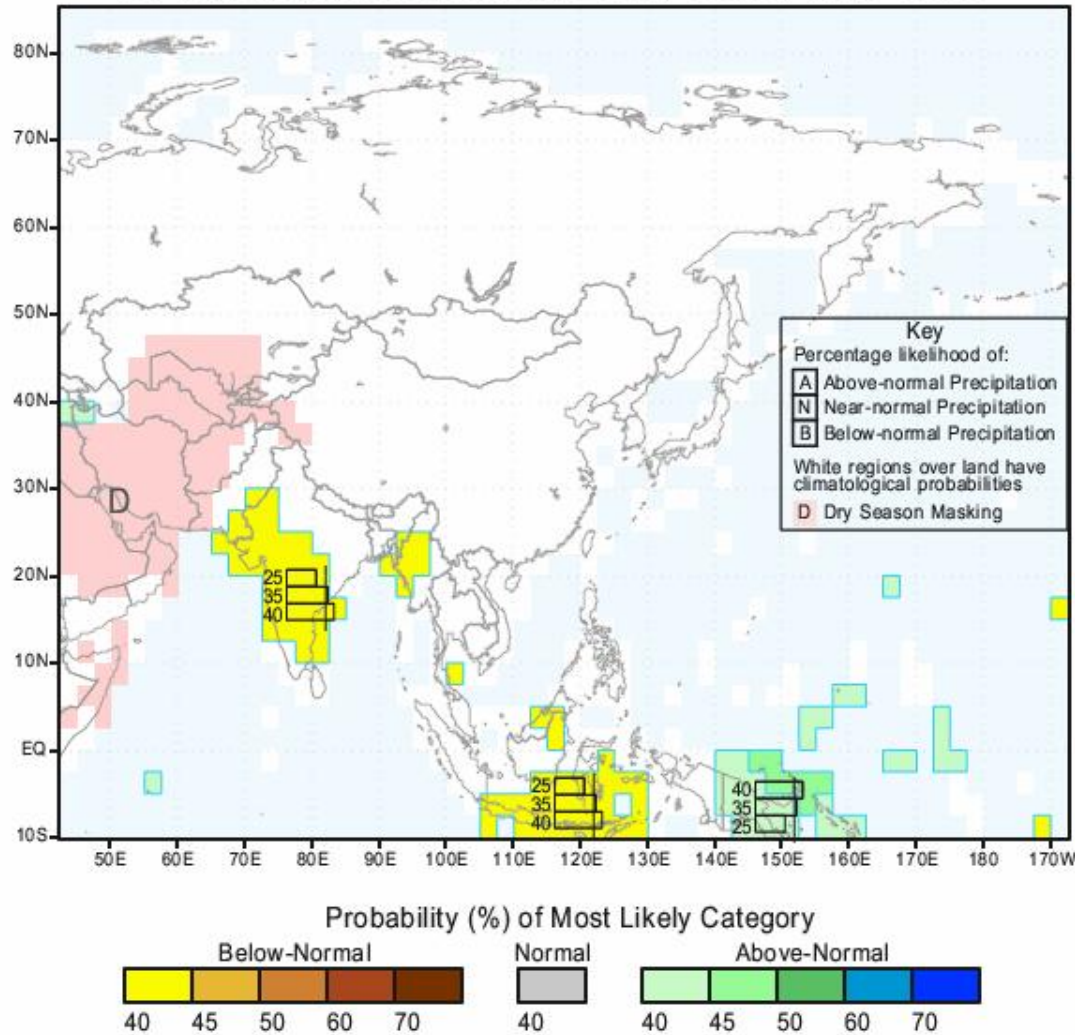 80N
70N
60N
50N
40N
30N
20N
10N
EQ
10S
Key
Percentage likelihood of:
A Above-normal Precipitation
N Near-normal Precipitation
B Below-normal Precipitation
White regions over land have
climatological probabilities
D Dry Season Masking
D
25
35
40
25
35
40
40
35
25
50E 60E 70E 80E 90E 100E 110E 120E 130E 140E 150E 160E 170E 180 170W
Probability (%) of Most Likely Category
Below-Normal Normal Above-Normal
40 45 50 60 70 40 40 45 50 60 70